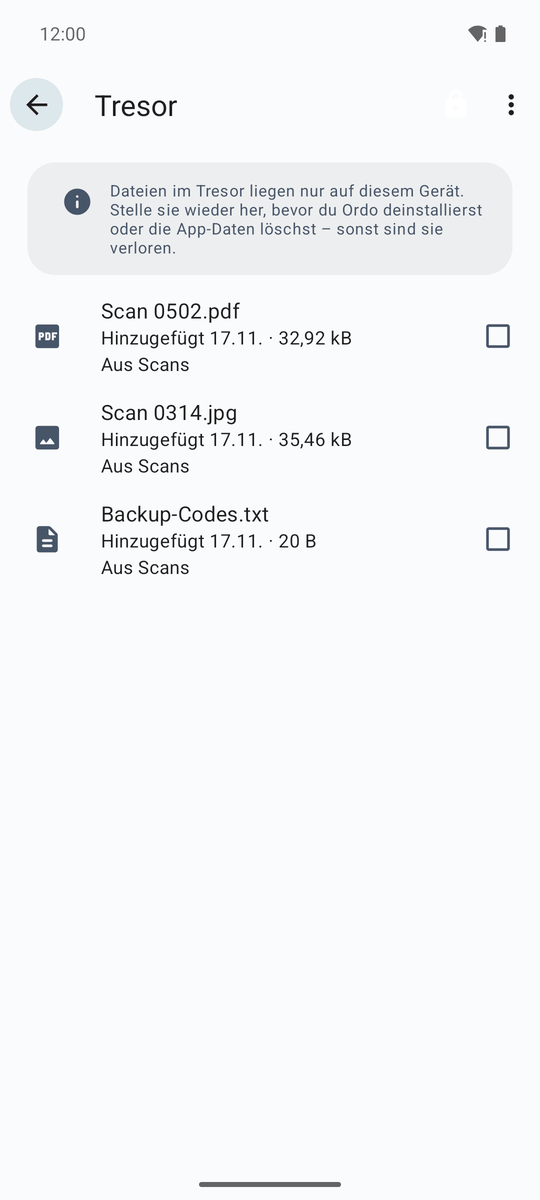 12:00
Tresor
Dateien im Tresor liegen nur auf diesem Gerät.
Stelle sie wieder her, bevor du Ordo deinstallierst
oder die App-Daten löschst – sonst sind sie
verloren.
Scan 0502.pdf
PDF
Hinzugefügt 17.11. · 32,92 kB
Aus Scans
Scan 0314.jpg
Hinzugefügt 17.11. · 35,46 kB
Aus Scans
Backup-Codes.txt
Hinzugefügt 17.11. · 20 B
Aus Scans